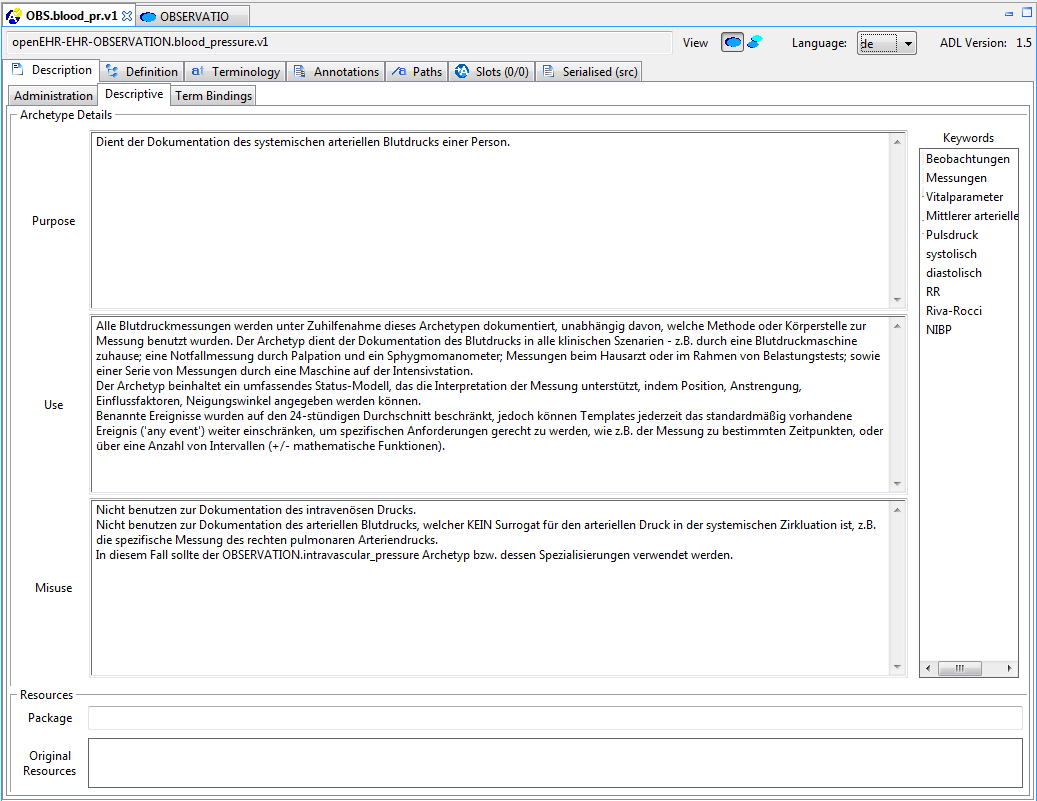 OBS.blood_pr.v1
OBSERVATIO
openEHR-EHR-OBSERVATION.blood_pressure.v1
View
Language:
de
ADL Version: 1.5
Description
Definition
Terminology
Annotations
Paths
Slots (0/0)
Serialised (src)
Administration
Descriptive
Term Bindings
Archetype Details
Purpose
Dient der Dokumentation des systemischen arteriellen Blutdrucks einer Person.
Use
Alle Blutdruckmessungen werden unter Zuhilfenahme dieses Archetypen dokumentiert, unabhängig davon, welche Methode oder Körperstelle zur
Messung benutzt wurden. Der Archetyp dient der Dokumentation des Blutdrucks in alle klinischen Szenarien - z.B. durch eine Blutdruckmaschine
zuhause; eine Notfallmessung durch Palpation und ein Sphygmomanometer; Messungen beim Hausarzt oder im Rahmen von Belastungstests; sowie
einer Serie von Messungen durch eine Maschine auf der Intensivstation.
Der Archetyp beinhaltet ein umfassendes Status-Modell, das die Interpretation der Messung unterstützt, indem Position, Anstrengung,
Einflussfaktoren, Neigungswinkel angegeben werden können.
Benannte Ereignisse wurden auf den 24-stündigen Durchschnitt beschränkt, jedoch können Templates jederzeit das standardmäßig vorhandene
Ereignis ('any event') weiter einschränken, um spezifischen Anforderungen gerecht zu werden, wie z.B. der Messung zu bestimmten Zeitpunkten, oder
über eine Anzahl von Intervallen (+/- mathematische Funktionen).
Misuse
Nicht benutzen zur Dokumentation des intravenösen Drucks.
Nicht benutzen zur Dokumentation des arteriellen Blutdrucks, welcher KEIN Surrogat für den arteriellen Druck in der systemischen Zirkluation ist, z.B.
die spezifische Messung des rechten pulmonaren Arteriendrucks.
In diesem Fall sollte der OBSERVATION.intravascular_pressure Archetyp bzw. dessen Spezialisierungen verwendet werden.
Keywords
Beobachtungen
Messungen
Vitalparameter
Mittlerer arterielle
Pulsdruck
systolisch
diastolisch
RR
Riva-Rocci
NIBP
Resources
Package
Original
Resources